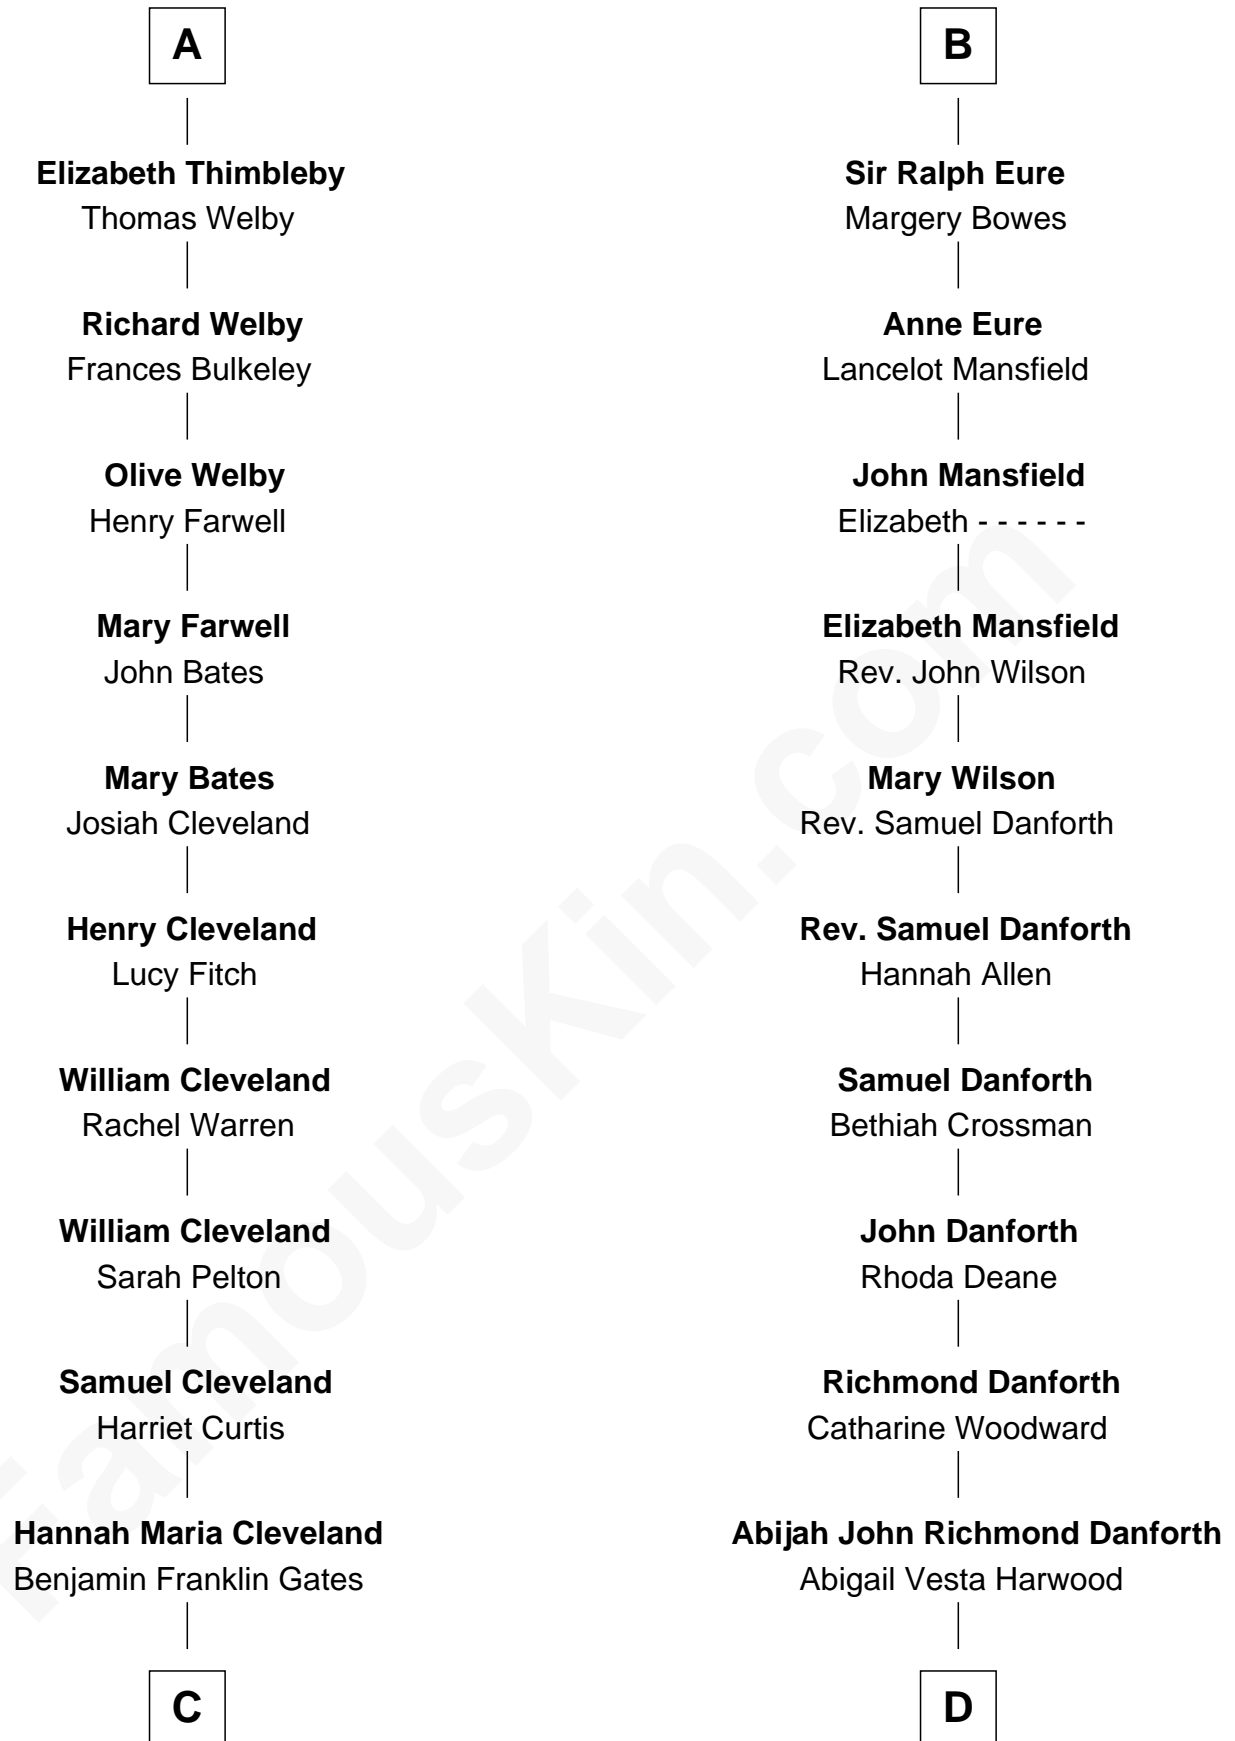 A
Elizabeth Thimbleby
Thomas Welby
Richard Welby
Frances Bulkeley
Olive Welby
Henry Farwell
Mary Farwell
John Bates
Mary Bates
Josiah Cleveland
Henry Cleveland
Lucy Fitch
William Cleveland
Rachel Warren
William Cleveland
Sarah Pelton
Samuel Cleveland
Harriet Curtis
Hannah Maria Cleveland
Benjamin Franklin Gates
C
B
Sir Ralph Eure
Margery Bowes
Anne Eure
Lancelot Mansfield
John Mansfield
Elizabeth - - - - - -
Elizabeth Mansfield
Rev. John Wilson
Mary Wilson
Rev. Samuel Danforth
Rev. Samuel Danforth
Hannah Allen
Samuel Danforth
Bethiah Crossman
John Danforth
Rhoda Deane
Richmond Danforth
Catharine Woodward
Abijah John Richmond Danforth
Abigail Vesta Harwood
D
FamousKin.com